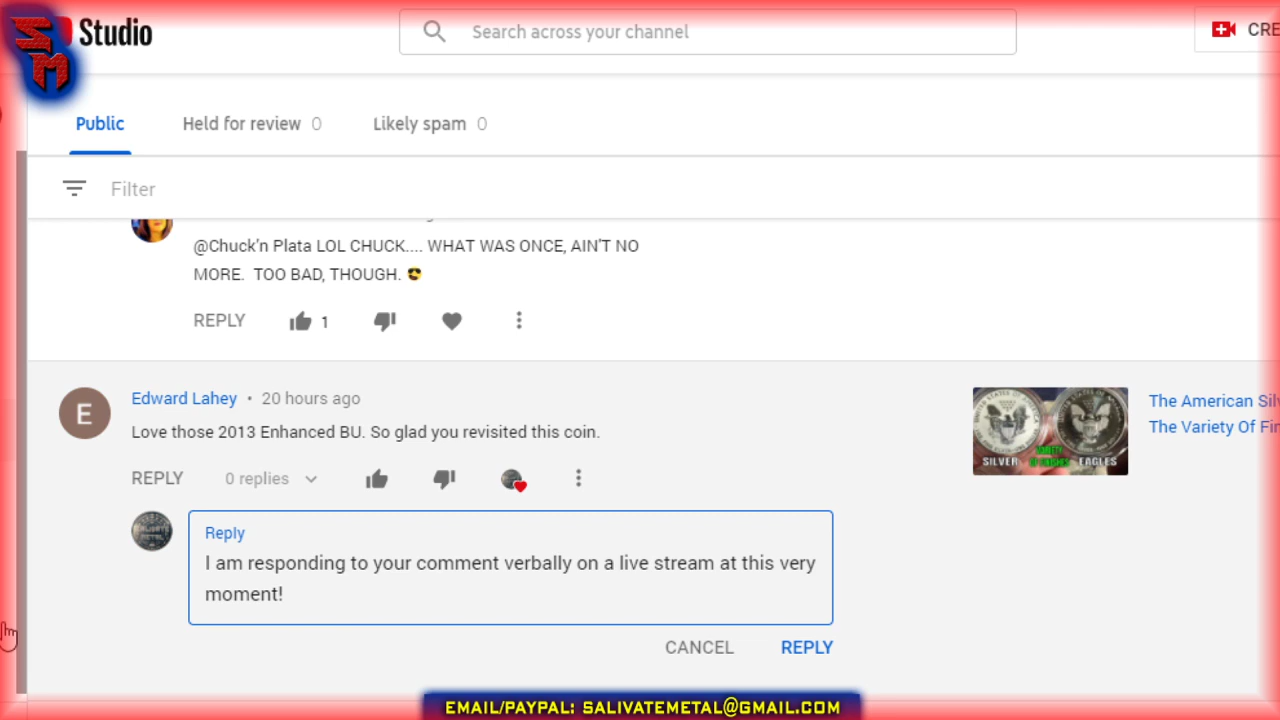 SM
Studio
Search across your channel
CRE
Public
Held for review 0
Likely spam 0
Filter
@Chuck'n Plata LOL CHUCK.... WHAT WAS ONCE, AIN'T NO
MORE. TOO BAD, THOUGH.
REPLY
1
E
Edward Lahey • 20 hours ago
Love those 2013 Enhanced BU. So glad you revisited this coin.
REPLY
0 replies
SILVER
EAGLES
The American Sil
The Variety Of Fi
Reply
I am responding to your comment verbally on a live stream at this very
moment!
CANCEL
REPLY
EMAIL/PAYPAL: SALIVATEMETAL@GMAIL.COM